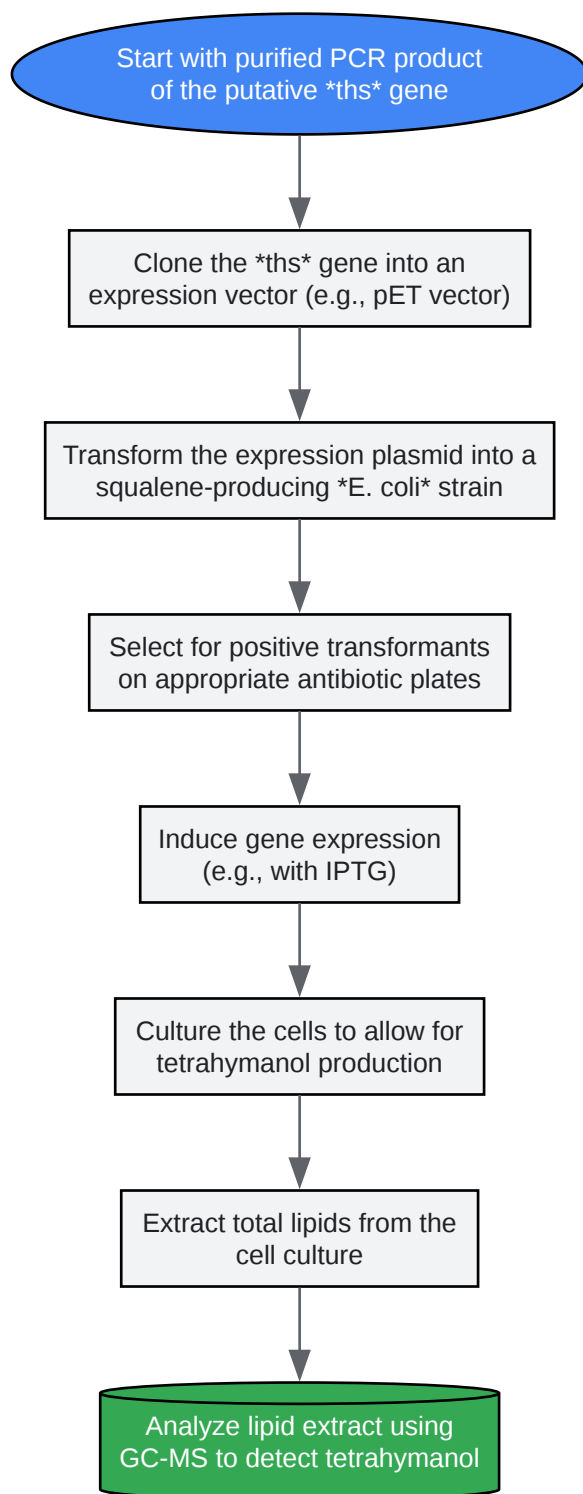 Start with purified PCR product
of the putative *ths* gene
Clone the *ths* gene into an
expression vector (e.g., pET vector)
Transform the expression plasmid into a
squalene-producing *E. coli* strain
Select for positive transformants
on appropriate antibiotic plates
Induce gene expression
(e.g., with IPTG)
Culture the cells to allow for
tetrahymanol production
Extract total lipids from the
cell culture
Analyze lipid extract using
GC-MS to detect tetrahymanol